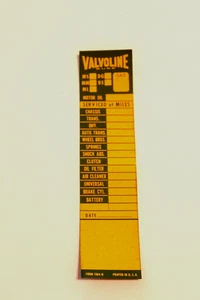 VALVOLINE
MOTOR OIL
SERVICED at MILES
CHASSIS
TRANS.
DIFF.
AUTO TRANS.
WHEEL BRGS.
SPRINGS
SHOCK ABS.
CLUTCH
OIL FILTER
AIR CLEANER
UNIVERSAL
BRAKE CYL.
BATTERY
DATE
PRINTED IN U.S.A.